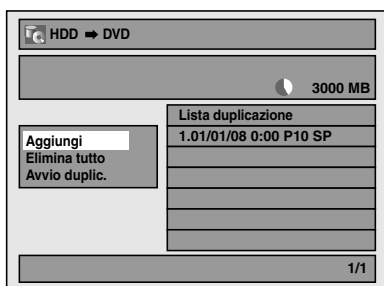 HDD ➡ DVD
3000 MB
Lista duplicazione
1.01/01/08 0:00 P10 SP
Aggiungi
Elimina tutto
Avvio duplic.
1/1